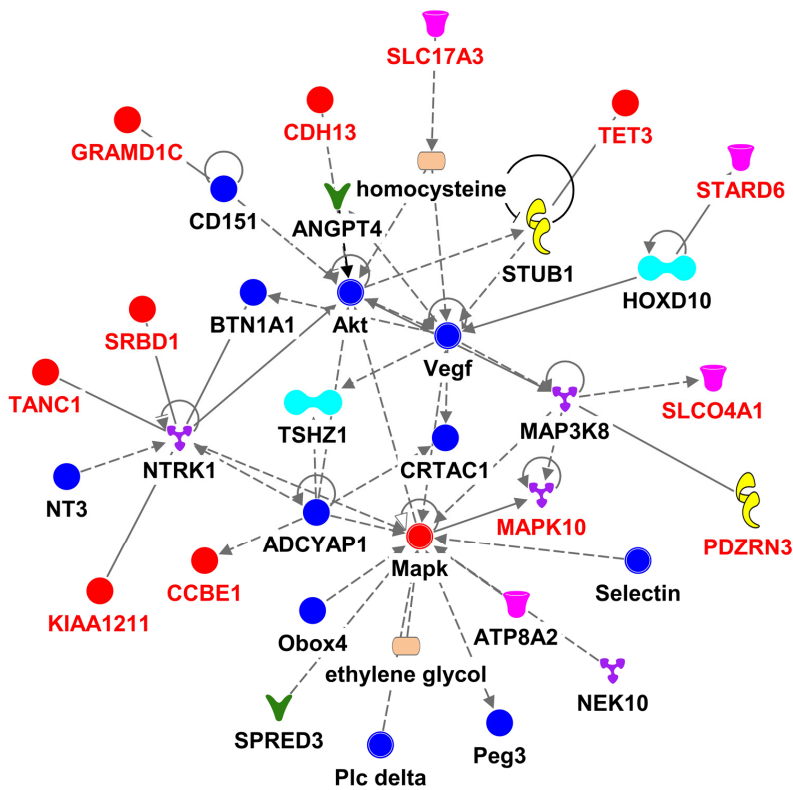 SLC17A3
CDH13
TET3
GRAMD1C
STARD6
homocysteine
CD151
ANGPT4
STUB1
HOXD10
BTN1A1
Akt
SRBD1
Vegf
TANC1
SLCO4A1
TSHZ1
MAP3K8
NTRK1
CRTAC1
NT3
MAPK10
ADCYAP1
PDZRN3
Mapk
CCBE1
Selectin
KIAA1211
Obox4
ATP8A2
ethylene glycol
NEK10
SPRED3
Peg3
Plc delta